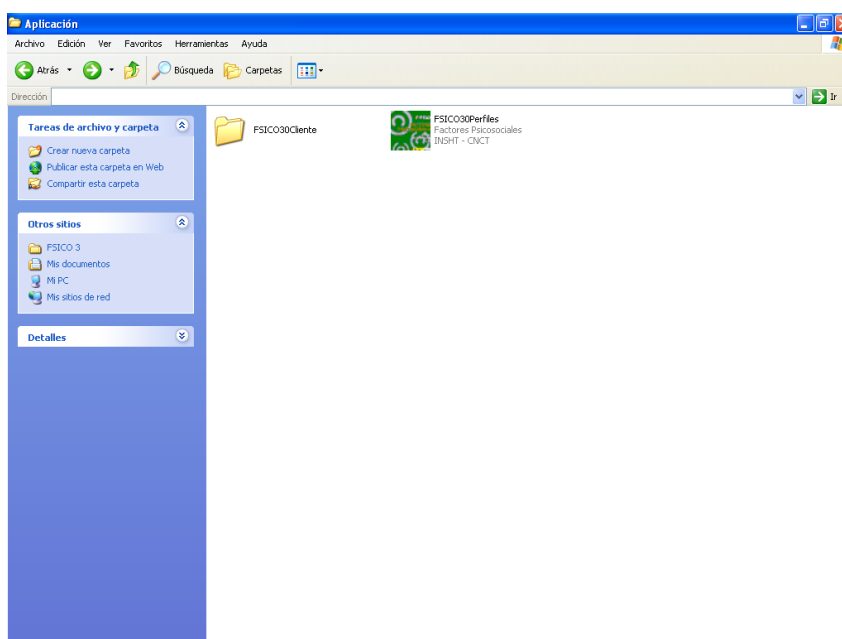 Aplicación
Archivo Edición Ver Favoritos Herramientas Ayuda
Atrás Búsqueda Carpetas
Dirección Ir
Tareas de archivo y carpeta
Crear nueva carpeta
Publicar esta carpeta en Web
Compartir esta carpeta
Otros sitios
FSICO 3
Mis documentos
Mi PC
Mis sitios de red
Detalles
FSICO30Cliente
FSICO30Perfiles
Factores Psicosociales
INSHT - CNCT